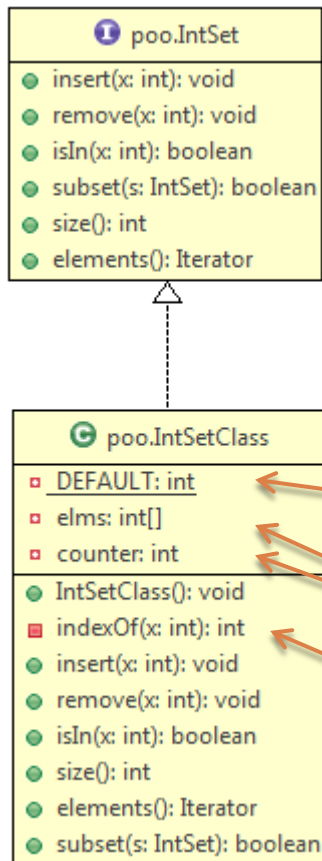 I poo.IntSet
insert(x: int): void
remove(x: int): void
isIn(x: int): boolean
subset(s: IntSet): boolean
size(): int
elements(): Iterator
C poo.IntSetClass
DEFAULT: int
elms: int[]
counter: int
IntSetClass(): void
indexOf(x: int): int
insert(x: int): void
remove(x: int): void
isIn(x: int): boolean
size(): int
elements(): Iterator
subset(s: IntSet): boolean